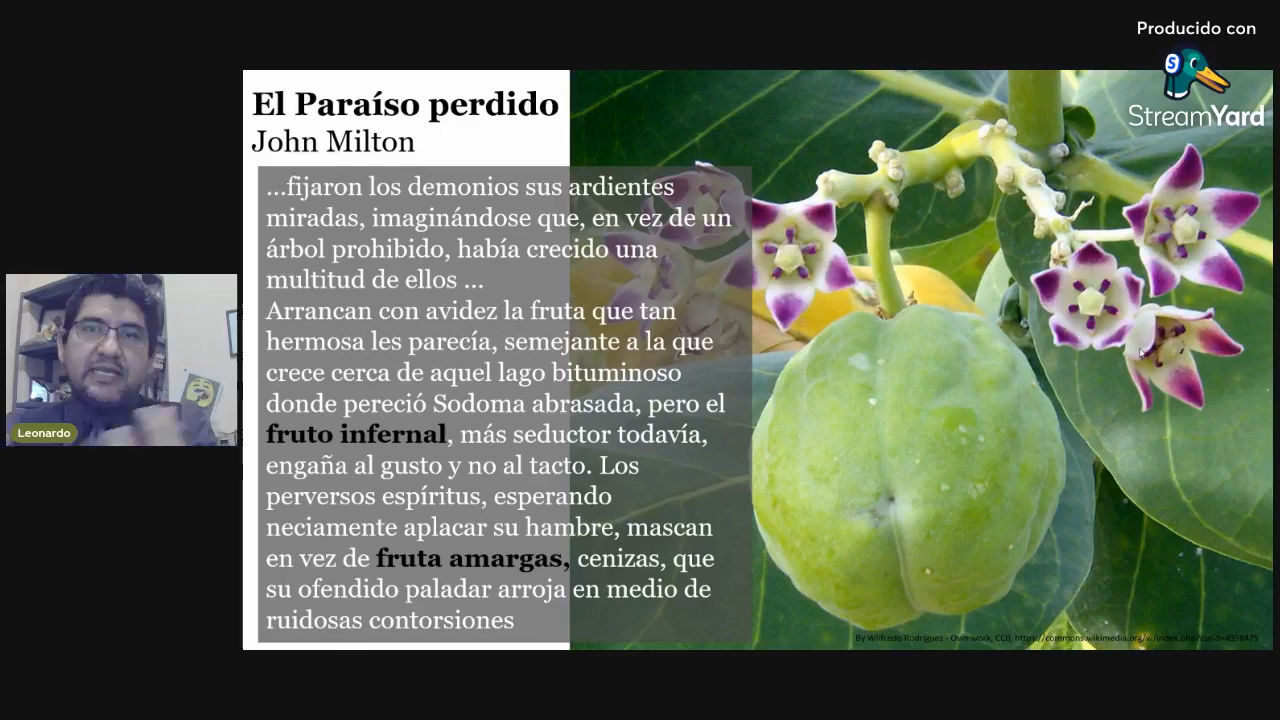 Producido con
StreamYard
El Paraíso perdido
John Milton
...fijaron los demonios sus ardientes
miradas, imaginándose que, en vez de un
árbol prohibido, había crecido una
multitud de ellos ...
Arrancan con avidez la fruta que tan
hermosa les parecía, semejante a la que
crece cerca de aquel lago bituminoso
donde pereció Sodoma abrasada, pero el
fruto infernal, más seductor todavía,
engaña al gusto y no al tacto. Los
perversos espíritus, esperando
neciamente aplacar su hambre, mascan
en vez de fruta amargas, cenizas, que
su ofendido paladar arroja en medio de
ruidosas contorsiones
Leonardo
By Wilfredo Rodríguez - Own work, CC0, https://commons.wikimedia.org/w/index.php?curid=4998475